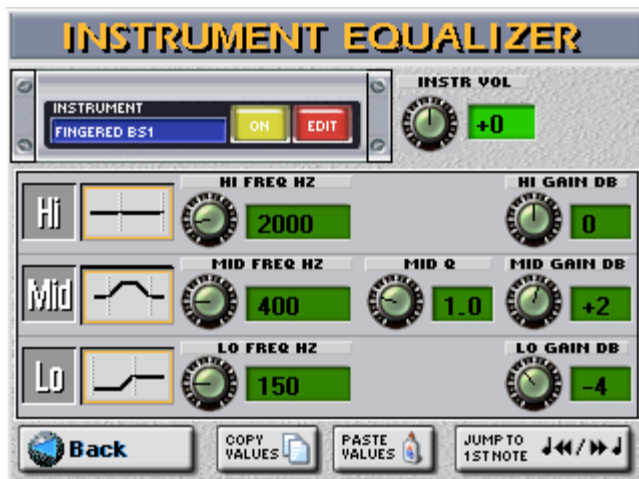 INSTRUMENT EQUALIZER
INSTRUMENT
FINGERED BS1
ON
EDIT
INSTR VOL
+0
Hi
HI FREQ HZ
2000
HI GAIN DB
0
Mid
MID FREQ HZ
400
MID Q
1.0
MID GAIN DB
+2
Lo
LO FREQ HZ
150
LO GAIN DB
-4
Back
COPY
VALUES
PASTE
VALUES
JUMP TO
1ST NOTE
/